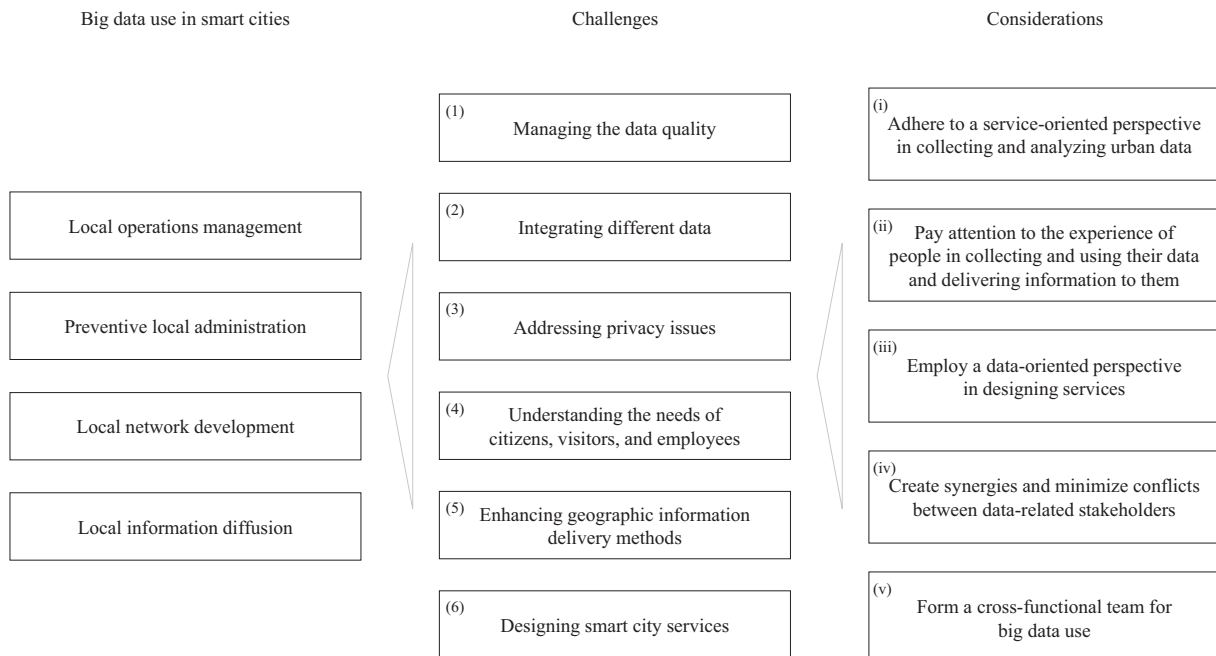 Big data use in smart cities
Challenges
Considerations
Local operations management
Preventive local administration
Local network development
Local information diffusion
(1)
Managing the data quality
(2)
Integrating different data
(3)
Addressing privacy issues
(4)
Understanding the needs of
citizens, visitors, and employees
(5)
Enhancing geographic information
delivery methods
(6)
Designing smart city services
(i)
Adhere to a service-oriented perspective
in collecting and analyzing urban data
(ii)
Pay attention to the experience of
people in collecting and using their data
and delivering information to them
(iii)
Employ a data-oriented perspective
in designing services
(iv)
Create synergies and minimize conflicts
between data-related stakeholders
(v)
Form a cross-functional team for
big data use